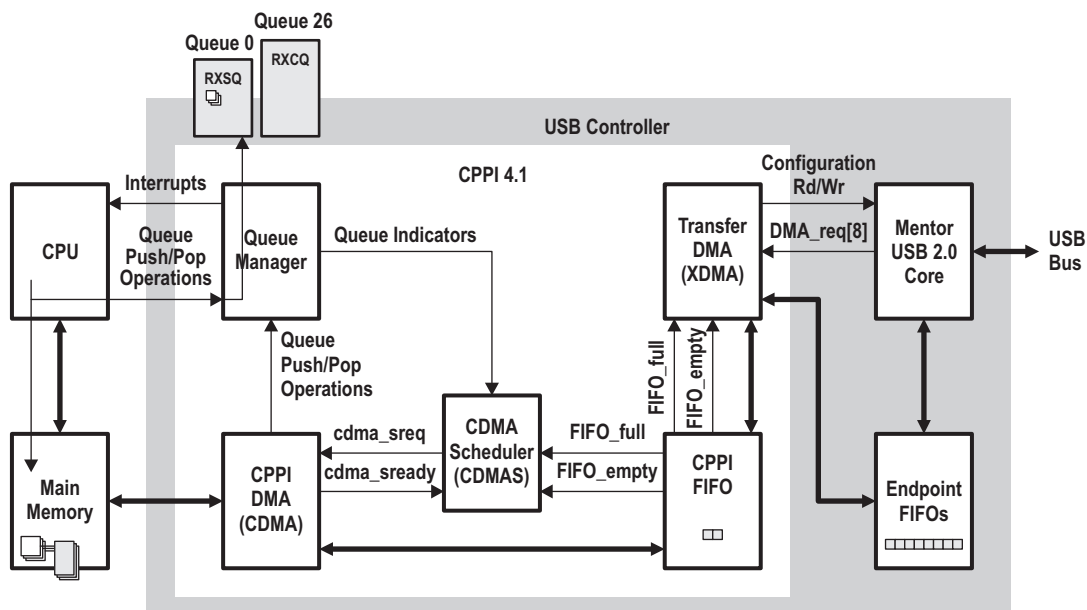 Queue 26
Queue 0
RXSQ
RXCQ
USB Controller
CPPI 4.1
Interrupts
Configuration
Rd/Wr
CPU
Queue
Push/Pop
Operations
Queue
Manager
Queue Indicators
Transfer
DMA
(XDMA)
DMA_req[8]
Mentor
USB 2.0
Core
USB
Bus
Queue
Push/Pop
Operations
FIFO_full
FIFO_empty
Main
Memory
CPPI
DMA
(CDMA)
cdma_sreq
cdma_sready
CDMA
Scheduler
(CDMAS)
FIFO_full
FIFO_empty
CPPI
FIFO
Endpoint
FIFOs